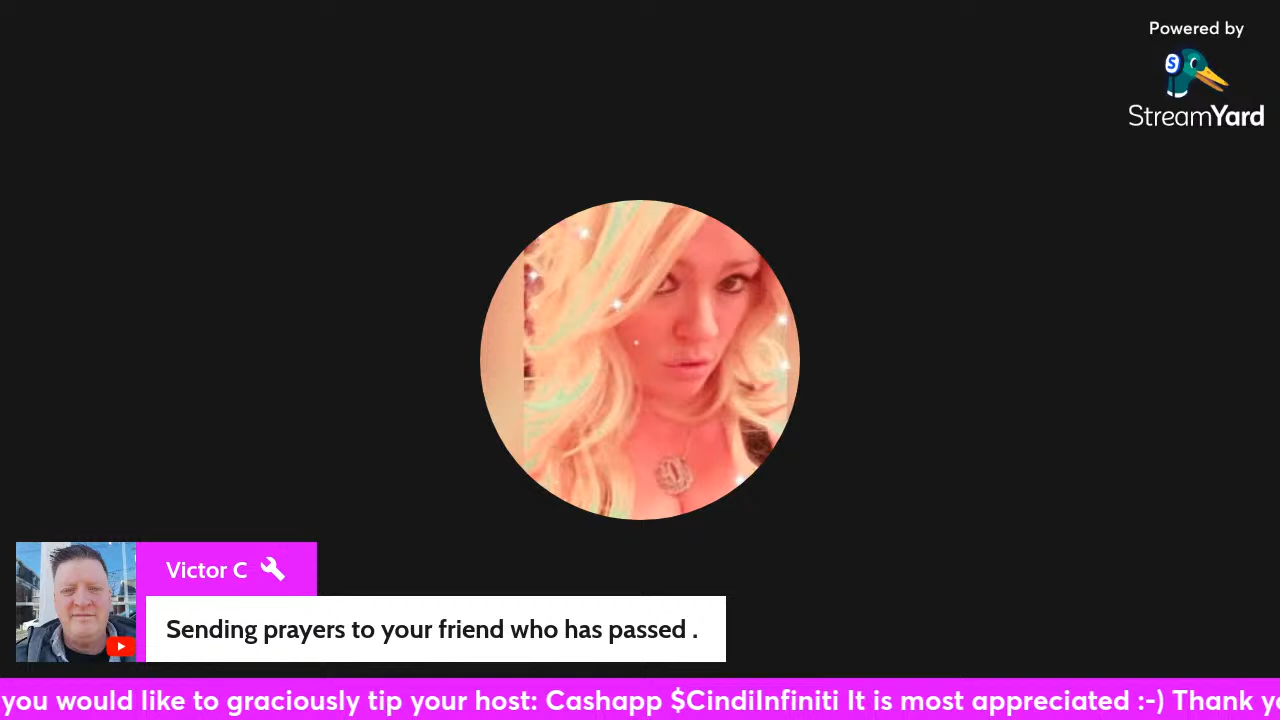 Powered by
S
StreamYard
Victor C
Sending prayers to your friend who has passed .
you would like to graciously tip your host: Cashapp $CindiInfiniti It is most appreciated :-) Thank